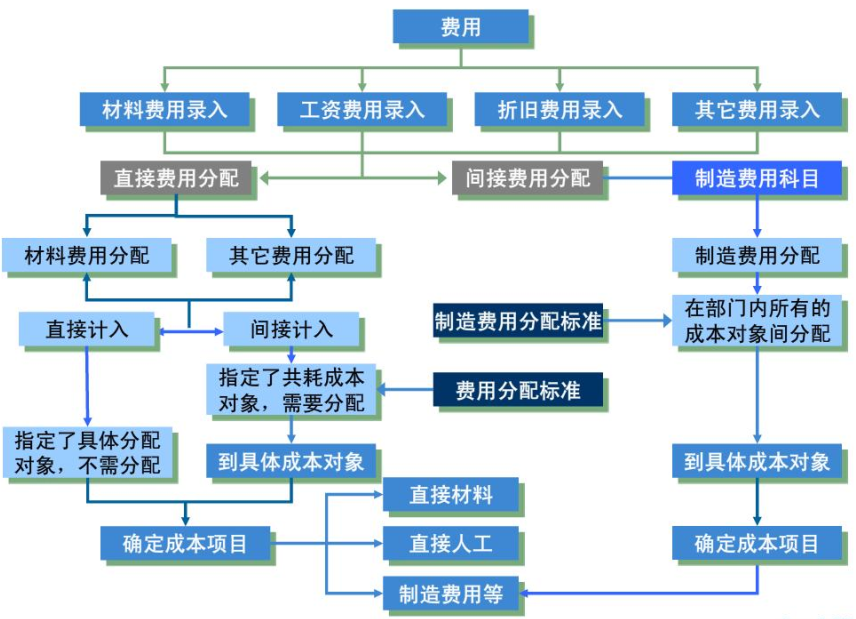 费用
材料费用录入
工资费用录入
折旧费用录入
其它费用录入
直接费用分配
间接费用分配
制造费用科目
材料费用分配
其它费用分配
制造费用分配
直接计入
间接计入
制造费用分配标准
在部门内所有的
成本对象间分配
指定了共耗成本
对象，需要分配
费用分配标准
指定了具体分配
对象，不需分配
到具体成本对象
到具体成本对象
直接材料
确定成本项目
直接人工
确定成本项目
制造费用等